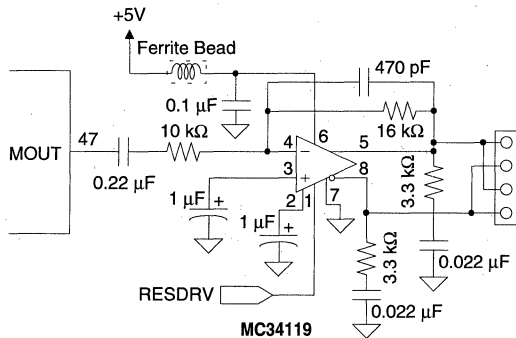 +5V
Ferrite Bead
470 pF
0.1 µF
16 kΩ
47
10 kΩ
4
−
6
5
MOUT
0.22 µF
3
+
8
7
2
1
1 µF
+
1 µF
+
3.3 kΩ
3.3 kΩ
0.022 µF
RESDRV
0.022 µF
MC34119